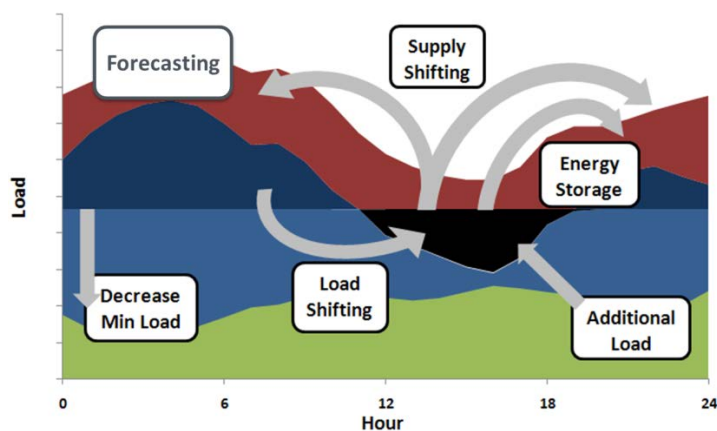 Forecasting
Supply
Shifting
Energy
Storage
Load
Decrease
Min Load
Load
Shifting
Additional
Load
0
6
12
18
24
Hour